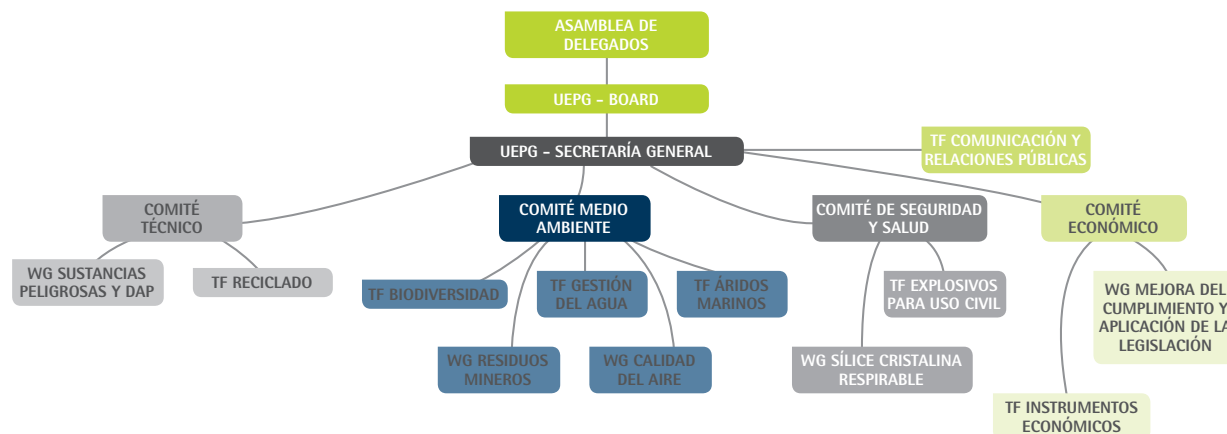 ASAMBLEA DE
DELEGADOS
UEPG – BOARD
UEPG – SECRETARÍA GENERAL
TF COMUNICACIÓN Y
RELACIONES PÚBLICAS
COMITÉ
TÉCNICO
COMITÉ MEDIO
AMBIENTE
COMITÉ DE SEGURIDAD
Y SALUD
COMITÉ
ECONÓMICO
WG SUSTANCIAS
PELIGROSAS Y DAP
TF RECICLADO
TF BIODIVERSIDAD
TF GESTIÓN
DEL AGUA
TF ÁRIDOS
MARINOS
TF EXPLOSIVOS
PARA USO CIVIL
WG MEJORA DEL
CUMPLIMIENTO Y
APLICACIÓN DE LA
LEGISLACIÓN
WG RESIDUOS
MINEROS
WG CALIDAD
DEL AIRE
WG SÍLICE CRISTALINA
RESPIRABLE
TF INSTRUMENTOS
ECONÓMICOS